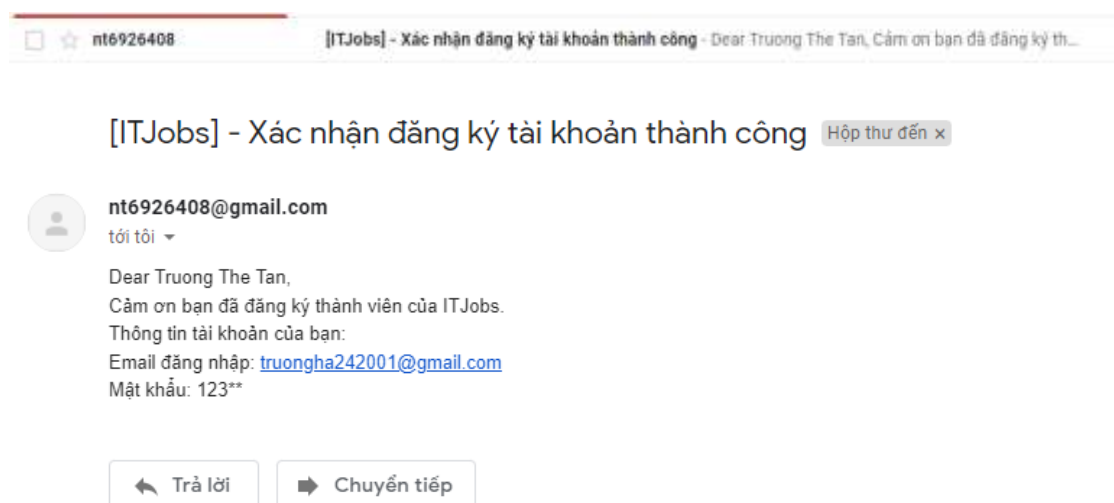 nt6926408 [ITJobs] - Xác nhận đăng ký tài khoản thành công - Dear Truong The Tan, Cảm ơn bạn đã đăng ký th...
[ITJobs] - Xác nhận đăng ký tài khoản thành công Hộp thư đến x
nt6926408@gmail.com
tới tôi
Dear Truong The Tan,
Cảm ơn bạn đã đăng ký thành viên của ITJobs.
Thông tin tài khoản của bạn:
Email đăng nhập: truongha242001@gmail.com
Mật khẩu: 123**
Trả lời Chuyển tiếp